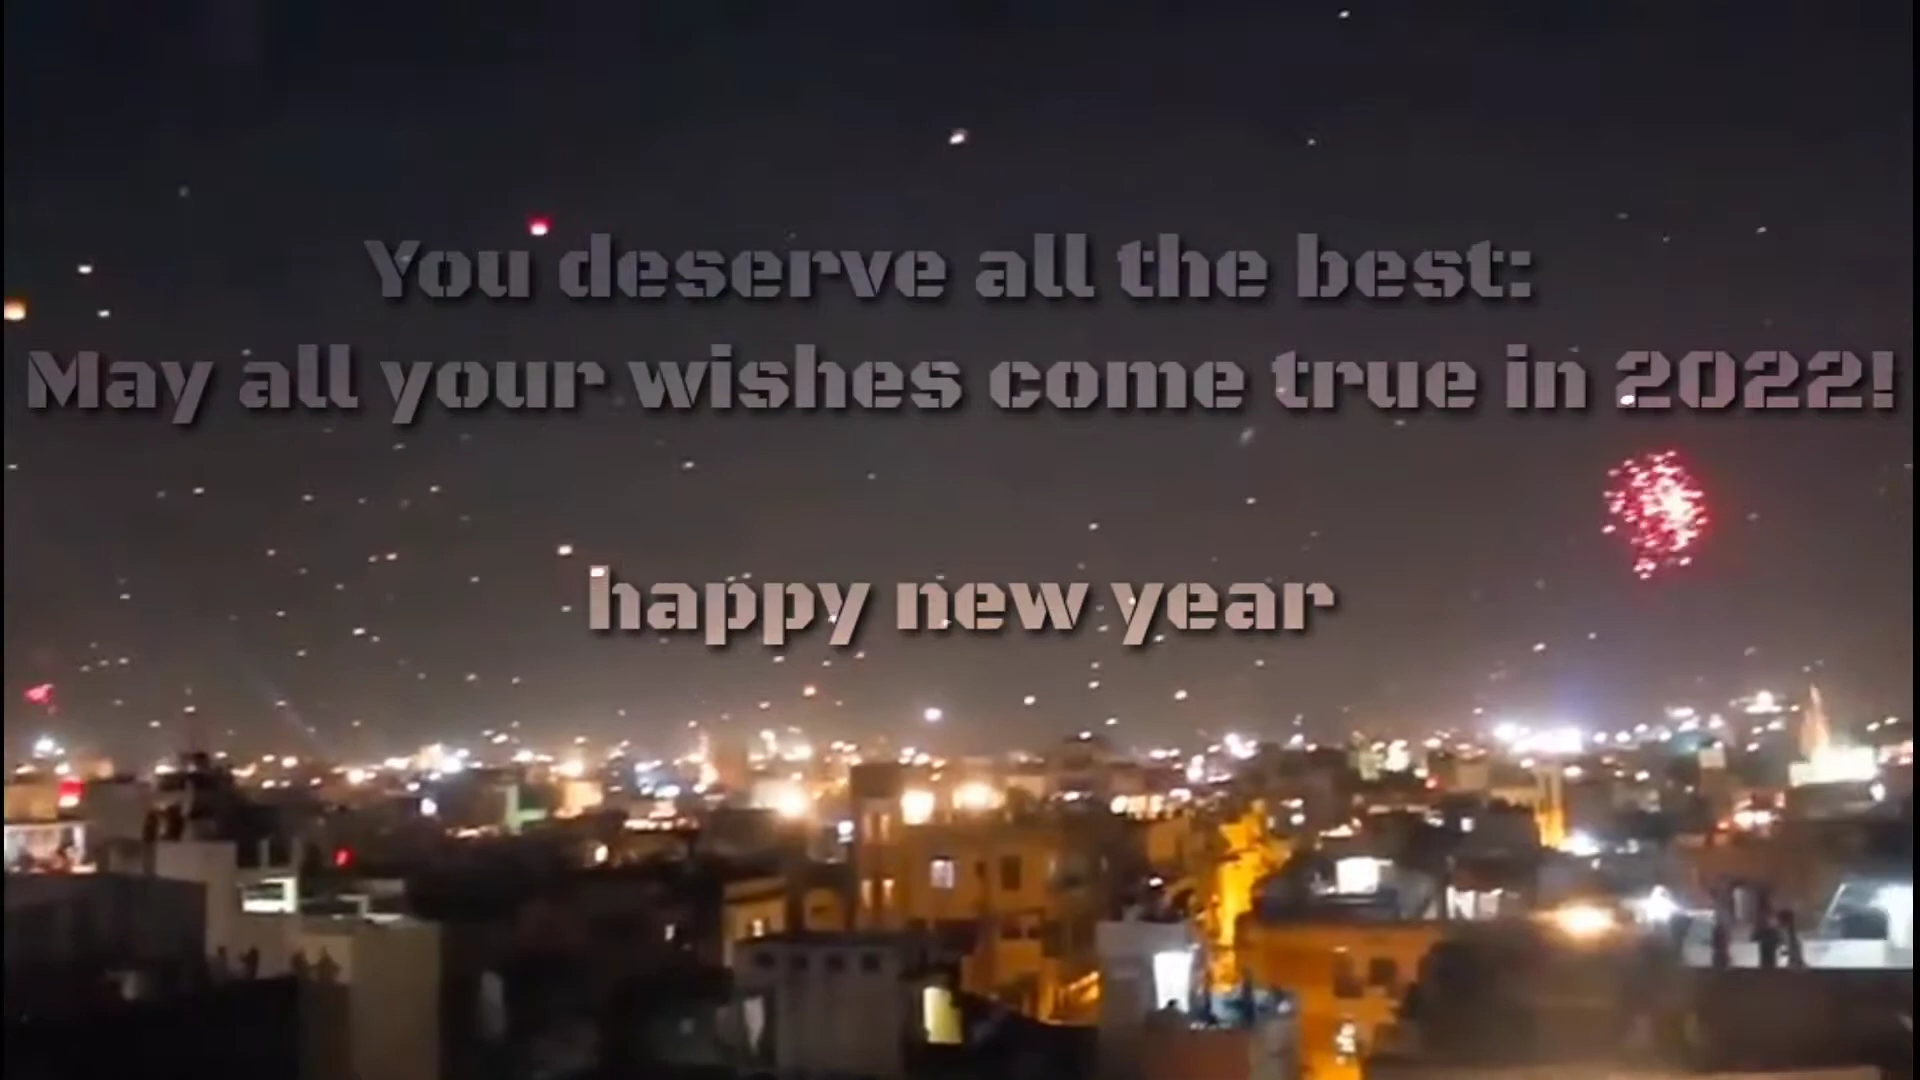 You deserve all the best:
May all your wishes come true in 2022!
happy new year